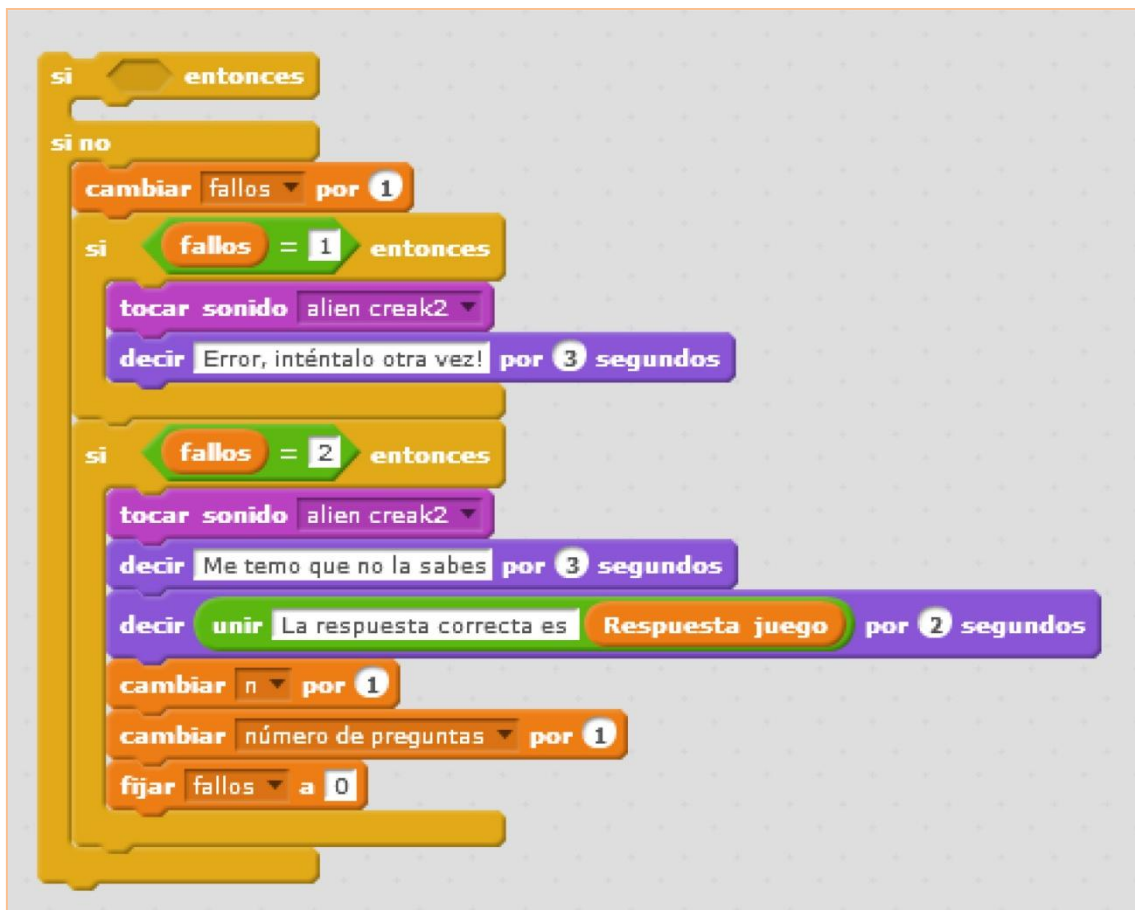 si entonces
si no
cambiar fallos por 1
si fallos = 1 entonces
tocar sonido alien creak2
decir Error, inténtalo otra vez! por 3 segundos
si fallos = 2 entonces
tocar sonido alien creak2
decir Me temo que no la sabes por 3 segundos
decir unir La respuesta correcta es Respuesta juego por 2 segundos
cambiar n por 1
cambiar número de preguntas por 1
fijar fallos a 0